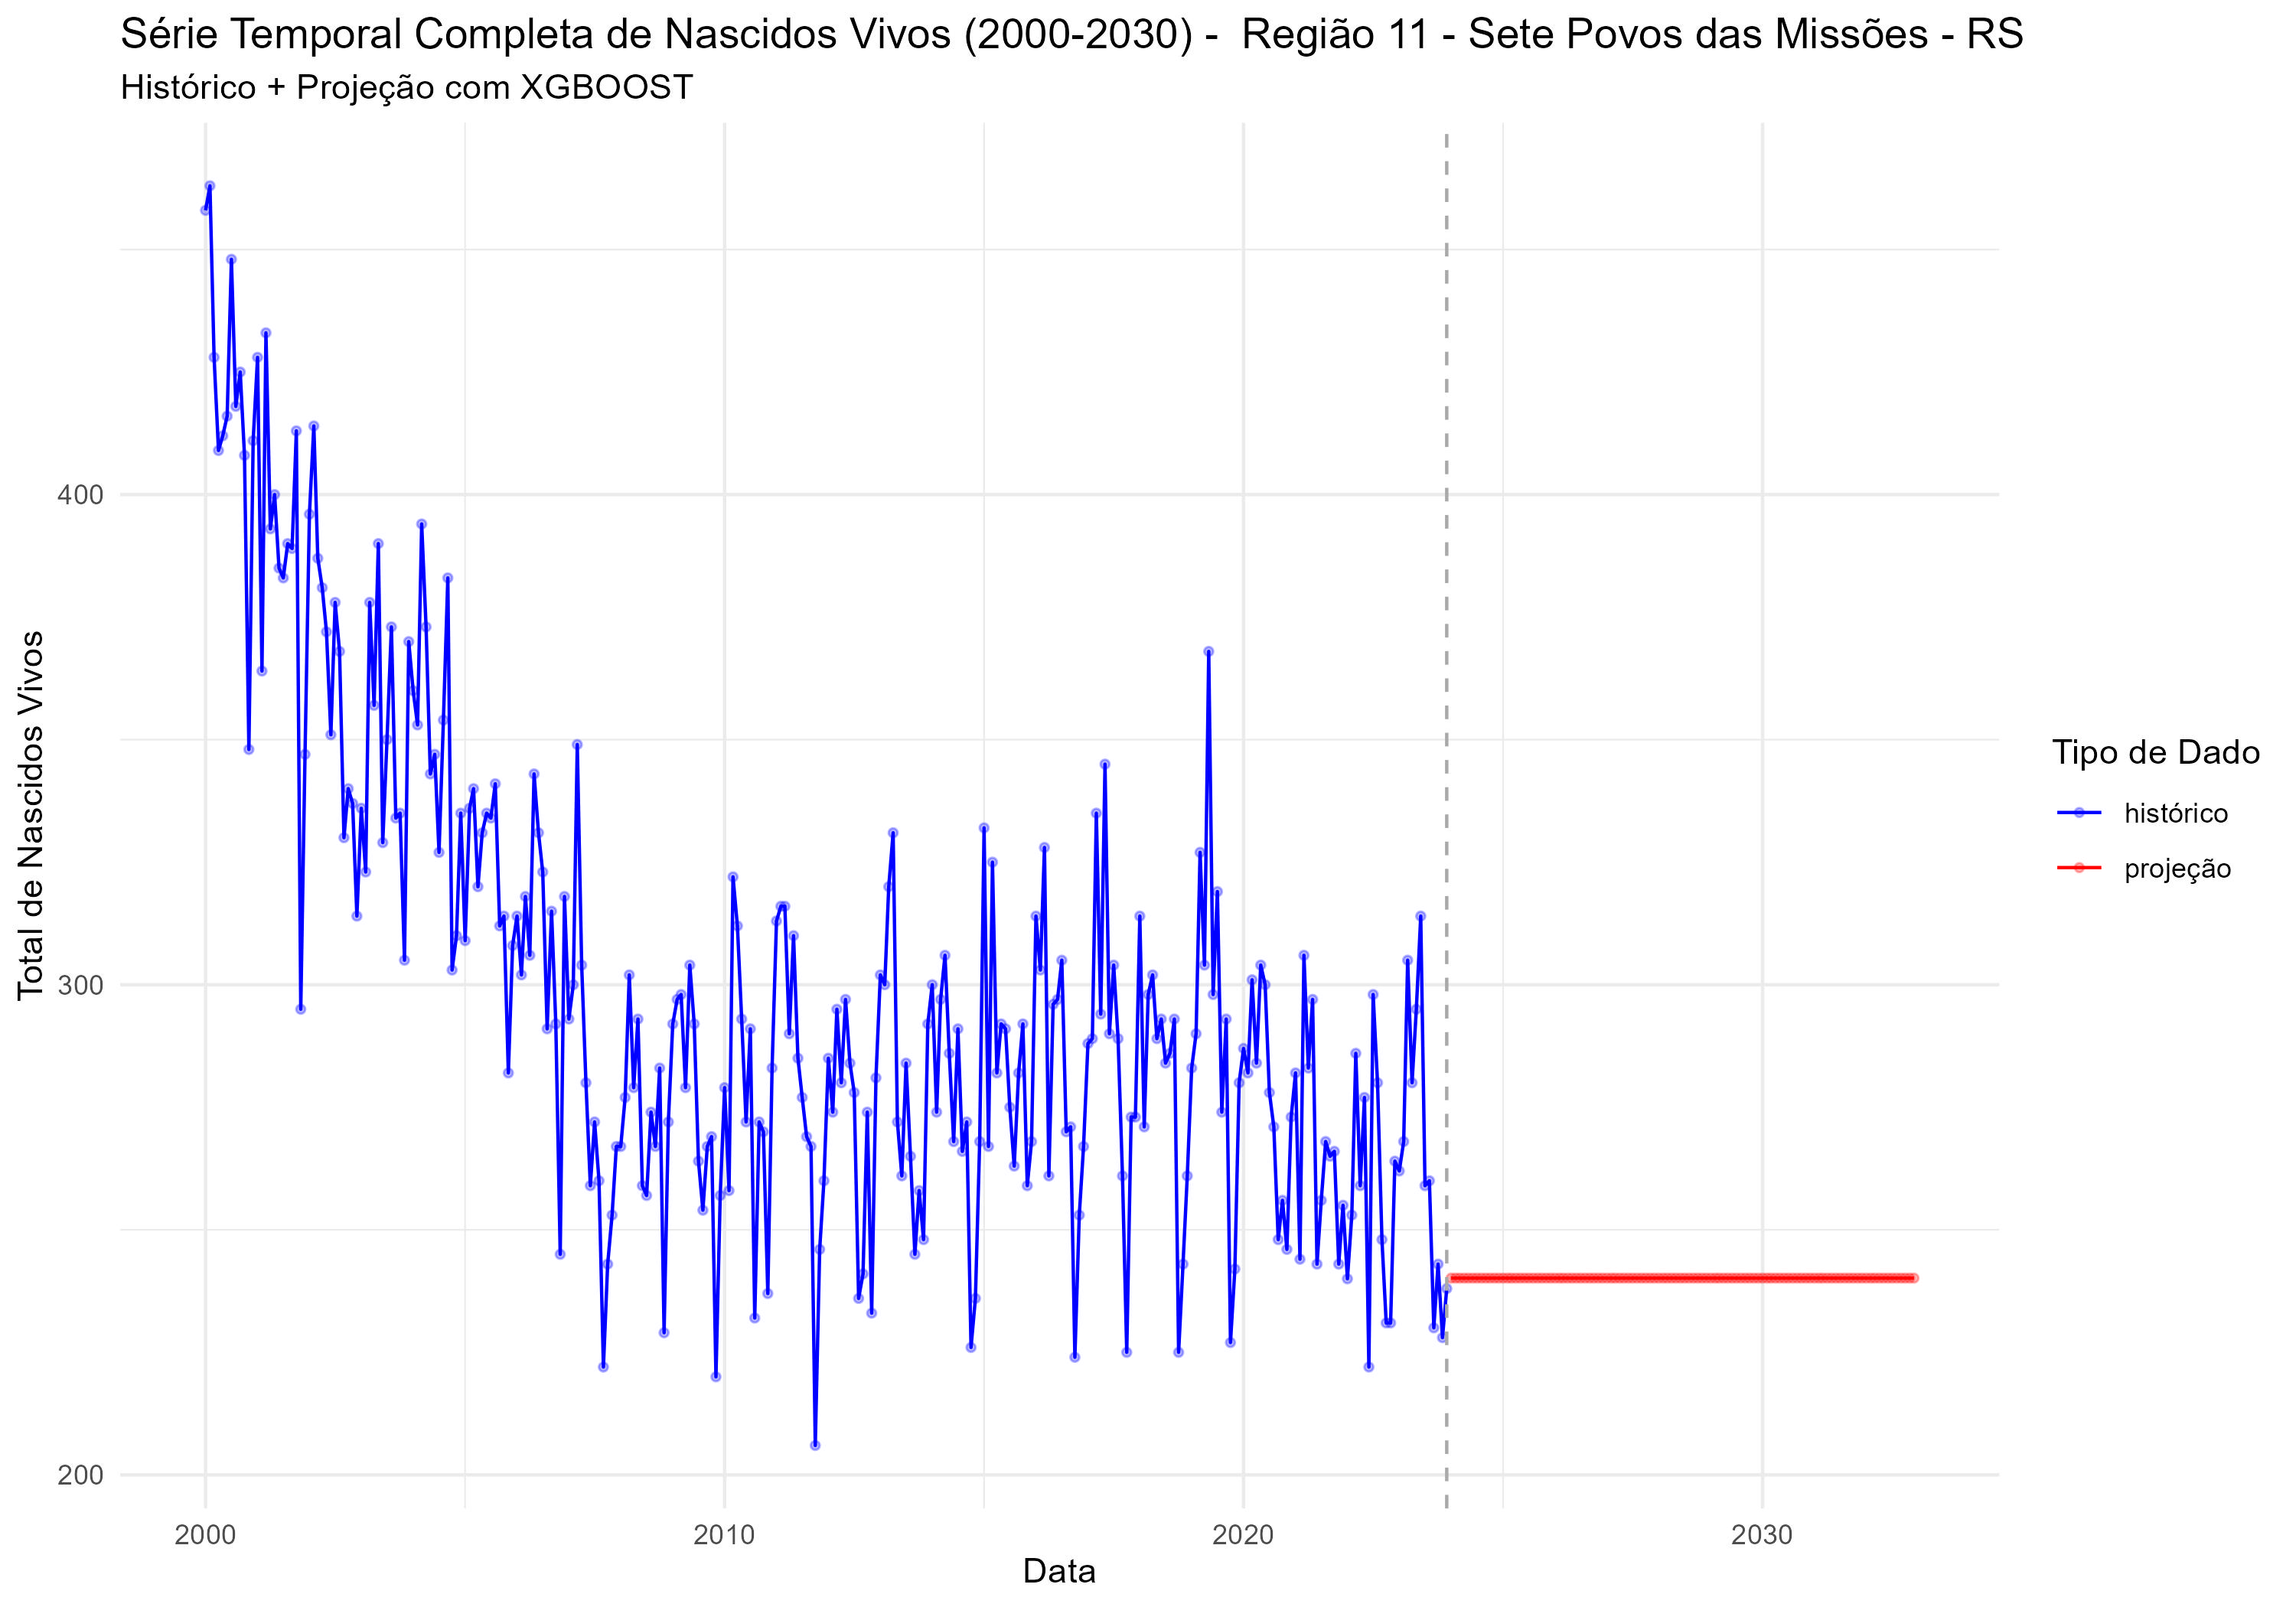 Série Temporal Completa de Nascidos Vivos (2000-2030) -  Região 11 - Sete Povos das Missões - RS
Histórico + Projeção com XGBOOST
Total de Nascidos Vivos
400
300
200
2000
2010
2020
2030
Data
Tipo de Dado
histórico
projeção